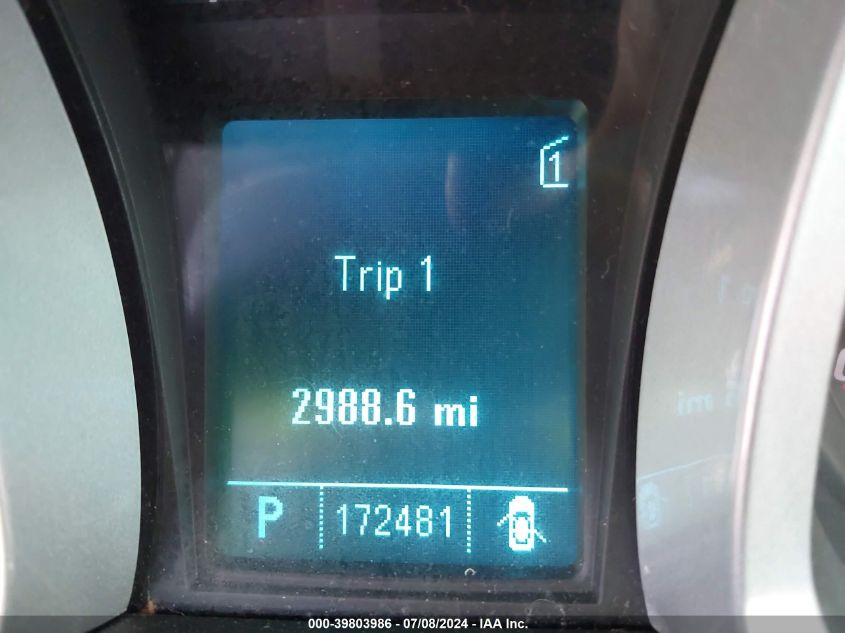 1
Trip 1
2988.6 mi
P 172481
000-39803986 - 07/08/2024 - IAA Inc.